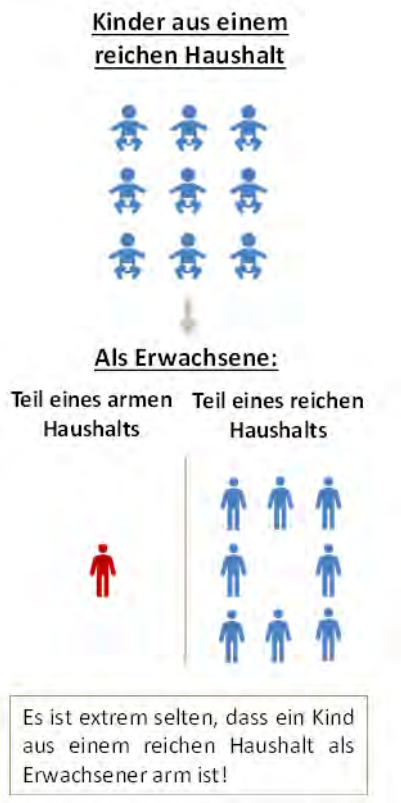 Kinder aus einem
reichen Haushalt
Als Erwachsene:
Teil eines armen
Haushalts
Teil eines reichen
Haushalts
Es ist extrem selten, dass ein Kind
aus einem reichen Haushalt als
Erwachsener arm ist!